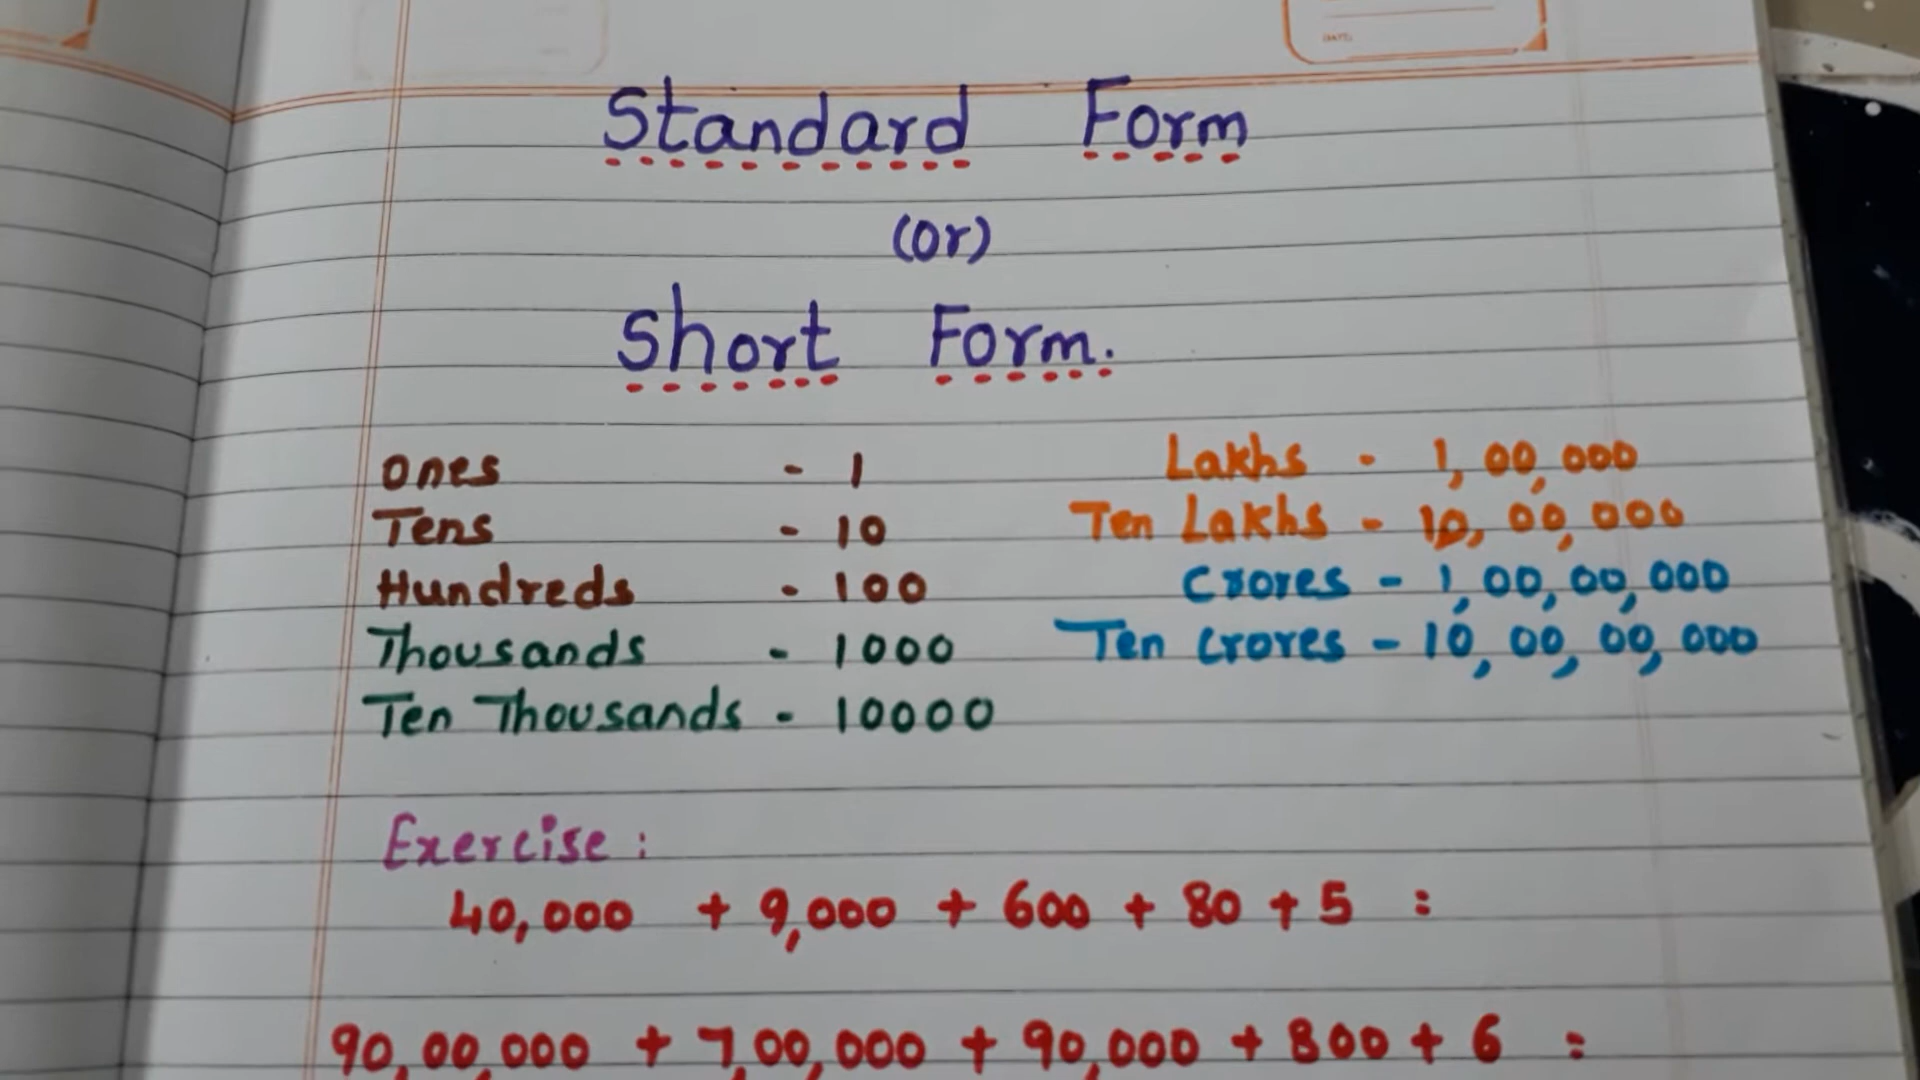 DATE:
Standard Form
(or)
Short Form.
Ones - 1
Tens - 10
Hundreds - 100
Thousands - 1000
Ten Thousands - 10000
Lakhs - 1,00,000
Ten Lakhs - 10,00,000
Crores - 1,00,00,000
Ten Crores - 10,00,00,000
Exercise :
40,000 + 9,000 + 600 + 80 + 5 =
90,00,000 + 7,00,000 + 90,000 + 800 + 6 =